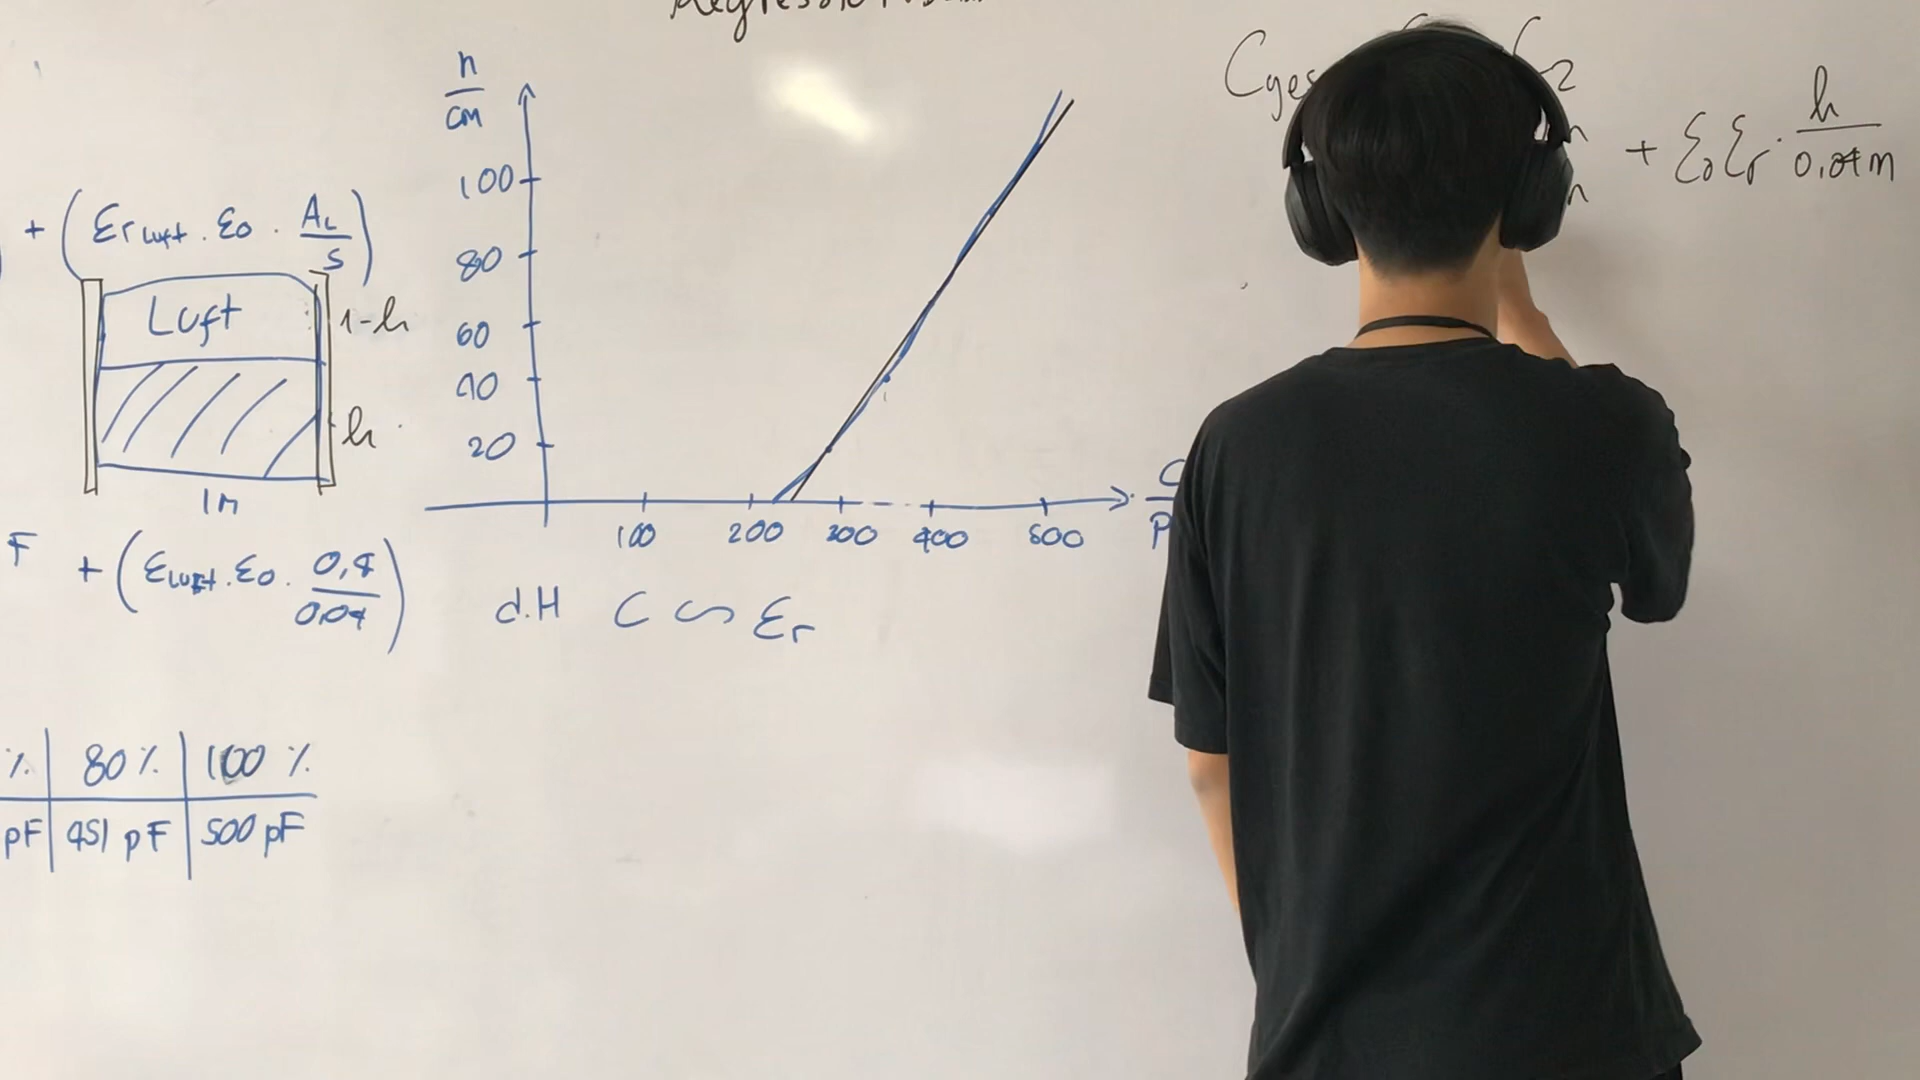 + (εr Luft · ε0 · AL/S)
Luft
1-h
h
1m
F + (εLuft · ε0 · 0,4/0,04)
% | 80 % | 100 %
pF | 451 pF | 500 pF
h/cm
100
80
60
40
20
100 200 300 400 500
d.H C ∽ εr
Cges
+ ε0 εr · h/0,04m